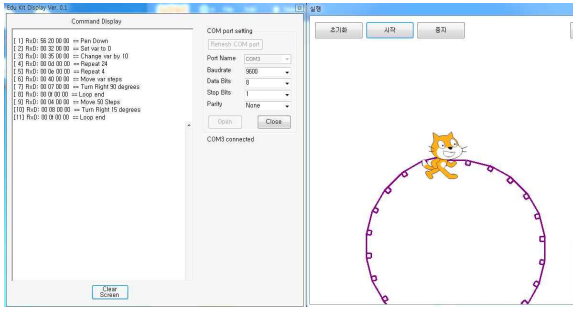 Edu Kit Display Ver. 0.1
Command Display
[ 1] RxD: 56 20 00 00 == Pen Down
[ 2] RxD: 00 32 00 00 == Set var to 0
[ 3] RxD: 00 35 00 00 == Change var by 10
[ 4] RxD: 00 0d 00 00 == Repeat 24
[ 5] RxD: 00 0e 00 00 == Repeat 4
[ 6] RxD: 00 40 00 00 == Move var steps
[ 7] RxD: 00 07 00 00 == Turn Right 90 degrees
[ 8] RxD: 00 0f 00 00 == Loop end
[ 9] RxD: 00 04 00 00 == Move 50 Steps
[10] RxD: 00 08 00 00 == Turn Right 15 degrees
[11] RxD: 00 0f 00 00 == Loop end
Clear
Screen
COM port setting
Refresh COM port
Port Name COM3
Baudrate 9600
Data Bits 8
Stop Bits 1
Parity None
Open Close
COM3 connected
실행
초기화 시작 중지